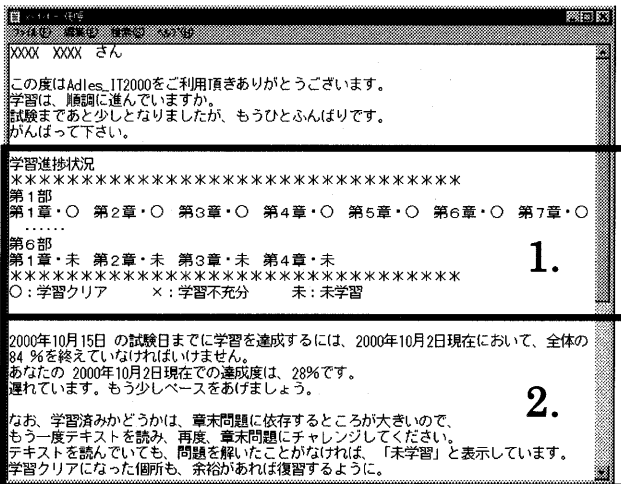 ファイル(F) 編集(E) 検索(S) ヘルプ(H)
XXXX XXXX さん
この度はAdles_IT2000をご利用頂きありがとうございます。
学習は、順調に進んでいますか。
試験まであと少しとなりましたが、もうひとふんばりです。
がんばって下さい。
学習進捗状況
********************************
第1部
第1章・○ 第2章・○ 第3章・○ 第4章・○ 第5章・○ 第6章・○ 第7章・○
......
第6部
第1章・未 第2章・未 第3章・未 第4章・未
********************************
○:学習クリア ×:学習不充分 未:未学習
1.
2000年10月15日 の試験日までに学習を達成するには、2000年10月2日現在において、全体の
84 %を終えていなければいけません。
あなたの 2000年10月2日現在での達成度は、28%です。
遅れています。もう少しペースをあげましょう。
2.
なお、学習済みかどうかは、章末問題に依存するところが大きいので、
もう一度テキストを読み、再度、章末問題にチャレンジしてください。
テキストを読んでいても、問題を解いたことがなければ、「未学習」と表示しています。
学習クリアになった個所も、余裕があれば復習するように。